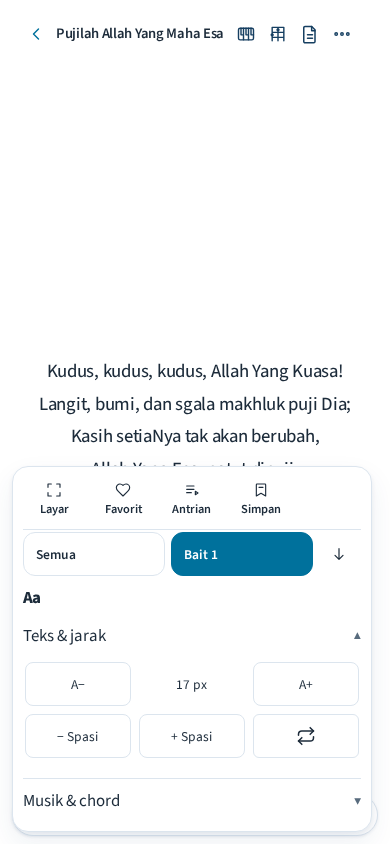 Pujilah Allah Yang Maha Esa
Kudus, kudus, kudus, Allah Yang Kuasa!
Langit, bumi, dan sgala makhluk puji Dia;
Kasih setiaNya tak akan berubah,
Layar Favorit Antrian Simpan
Semua Bait 1
Aa
Teks & jarak
A− 17 px A+
− Spasi + Spasi
Musik & chord